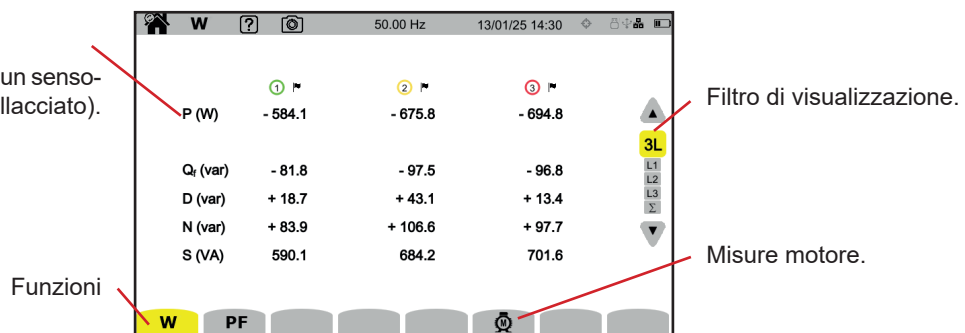 W ? 50.00 Hz 13/01/25 14:30
un senso-
llacciato).
1 2 3
P (W) - 584.1 - 675.8 - 694.8
Filtro di visualizzazione.
3L
Qf (var) - 81.8 - 97.5 - 96.8
L1
L2
D (var) + 18.7 + 43.1 + 13.4
L3
Σ
N (var) + 83.9 + 106.6 + 97.7
S (VA) 590.1 684.2 701.6
Misure motore.
Funzioni
W PF M